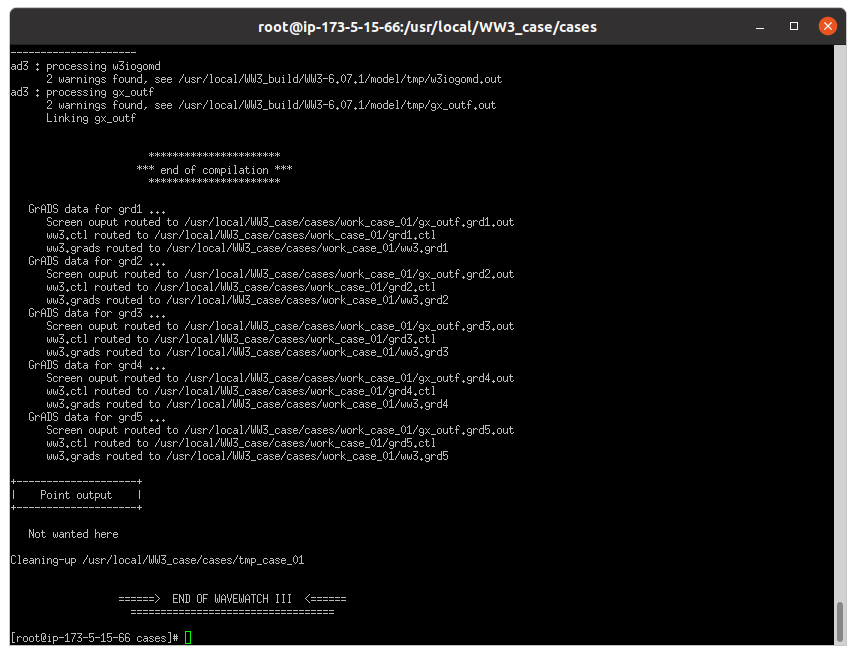 root@ip-173-5-15-66:/usr/local/WW3_case/cases
---------------------
ad3 : processing w3iogomd
      2 warnings found, see /usr/local/WW3_build/WW3-6.07.1/model/tmp/w3iogomd.out
ad3 : processing gx_outf
      2 warnings found, see /usr/local/WW3_build/WW3-6.07.1/model/tmp/gx_outf.out
      Linking gx_outf
                       **********************
                     *** end of compilation ***
                       **********************
   GrADS data for grd1 ...
      Screen ouput routed to /usr/local/WW3_case/cases/work_case_01/gx_outf.grd1.out
      ww3.ctl routed to /usr/local/WW3_case/cases/work_case_01/grd1.ctl
      ww3.grads routed to /usr/local/WW3_case/cases/work_case_01/ww3.grd1
   GrADS data for grd2 ...
      Screen ouput routed to /usr/local/WW3_case/cases/work_case_01/gx_outf.grd2.out
      ww3.ctl routed to /usr/local/WW3_case/cases/work_case_01/grd2.ctl
      ww3.grads routed to /usr/local/WW3_case/cases/work_case_01/ww3.grd2
   GrADS data for grd3 ...
      Screen ouput routed to /usr/local/WW3_case/cases/work_case_01/gx_outf.grd3.out
      ww3.ctl routed to /usr/local/WW3_case/cases/work_case_01/grd3.ctl
      ww3.grads routed to /usr/local/WW3_case/cases/work_case_01/ww3.grd3
   GrADS data for grd4 ...
      Screen ouput routed to /usr/local/WW3_case/cases/work_case_01/gx_outf.grd4.out
      ww3.ctl routed to /usr/local/WW3_case/cases/work_case_01/grd4.ctl
      ww3.grads routed to /usr/local/WW3_case/cases/work_case_01/ww3.grd4
   GrADS data for grd5 ...
      Screen ouput routed to /usr/local/WW3_case/cases/work_case_01/gx_outf.grd5.out
      ww3.ctl routed to /usr/local/WW3_case/cases/work_case_01/grd5.ctl
      ww3.grads routed to /usr/local/WW3_case/cases/work_case_01/ww3.grd5
+--------------------+
|    Point output    |
+--------------------+
   Not wanted here
Cleaning-up /usr/local/WW3_case/cases/tmp_case_01
                  ======>  END OF WAVEWATCH III  <======
                    ==================================
[root@ip-173-5-15-66 cases]#